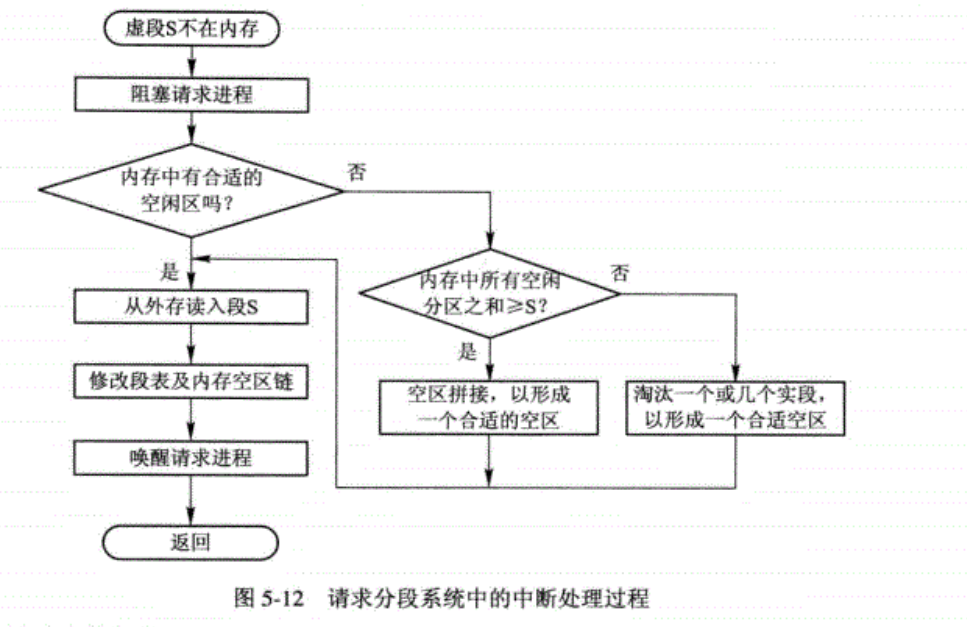 虚段S不在内存
阻塞请求进程
内存中有合适的
空闲区吗?
否
是
内存中所有空闲
分区之和≥S?
否
是
从外存读入段S
修改段表及内存空区链
唤醒请求进程
返回
空区拼接,以形成
一个合适的空区
淘汰一个或几个实段,
以形成一个合适空区
图 5-12 请求分段系统中的中断处理过程